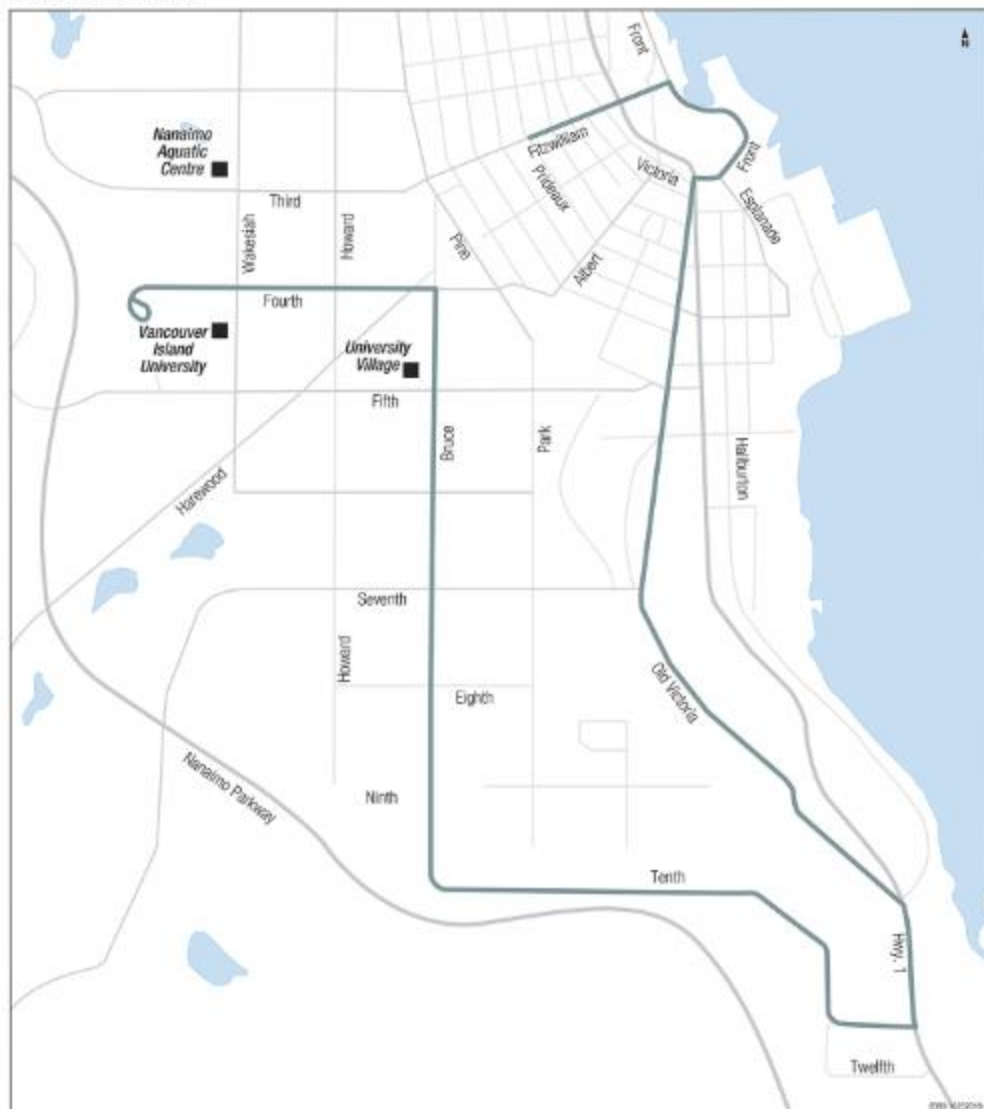 Front
Nanaimo
Aquatic
Centre
Fitzwilliam
Victoria
Front
Prideaux
Esplanade
Third
Wakesiah
Howard
Pine
Albert
Fourth
Vancouver
Island
University
University
Village
Fifth
Bruce
Park
Haliburton
Harewood
Seventh
Howard
Old Victoria
Eighth
Nanaimo Parkway
Ninth
Tenth
Hwy. 1
Twelfth
N